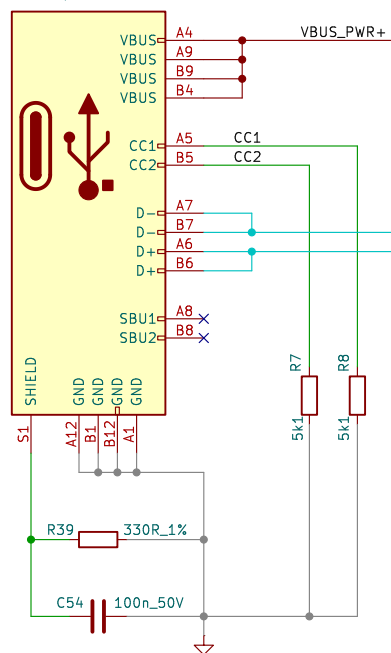 VBUS A4 VBUS_PWR+
VBUS A9
VBUS B9
VBUS B4
CC1 A5 CC1
CC2 B5 CC2
D- A7
D- B7
D+ A6
D+ B6
SBU1 A8
SBU2 B8
SHIELD GND GND GND GND
S1 A12 B1 B12 A1
R7 5k1
R8 5k1
R39 330R_1%
C54 100n_50V